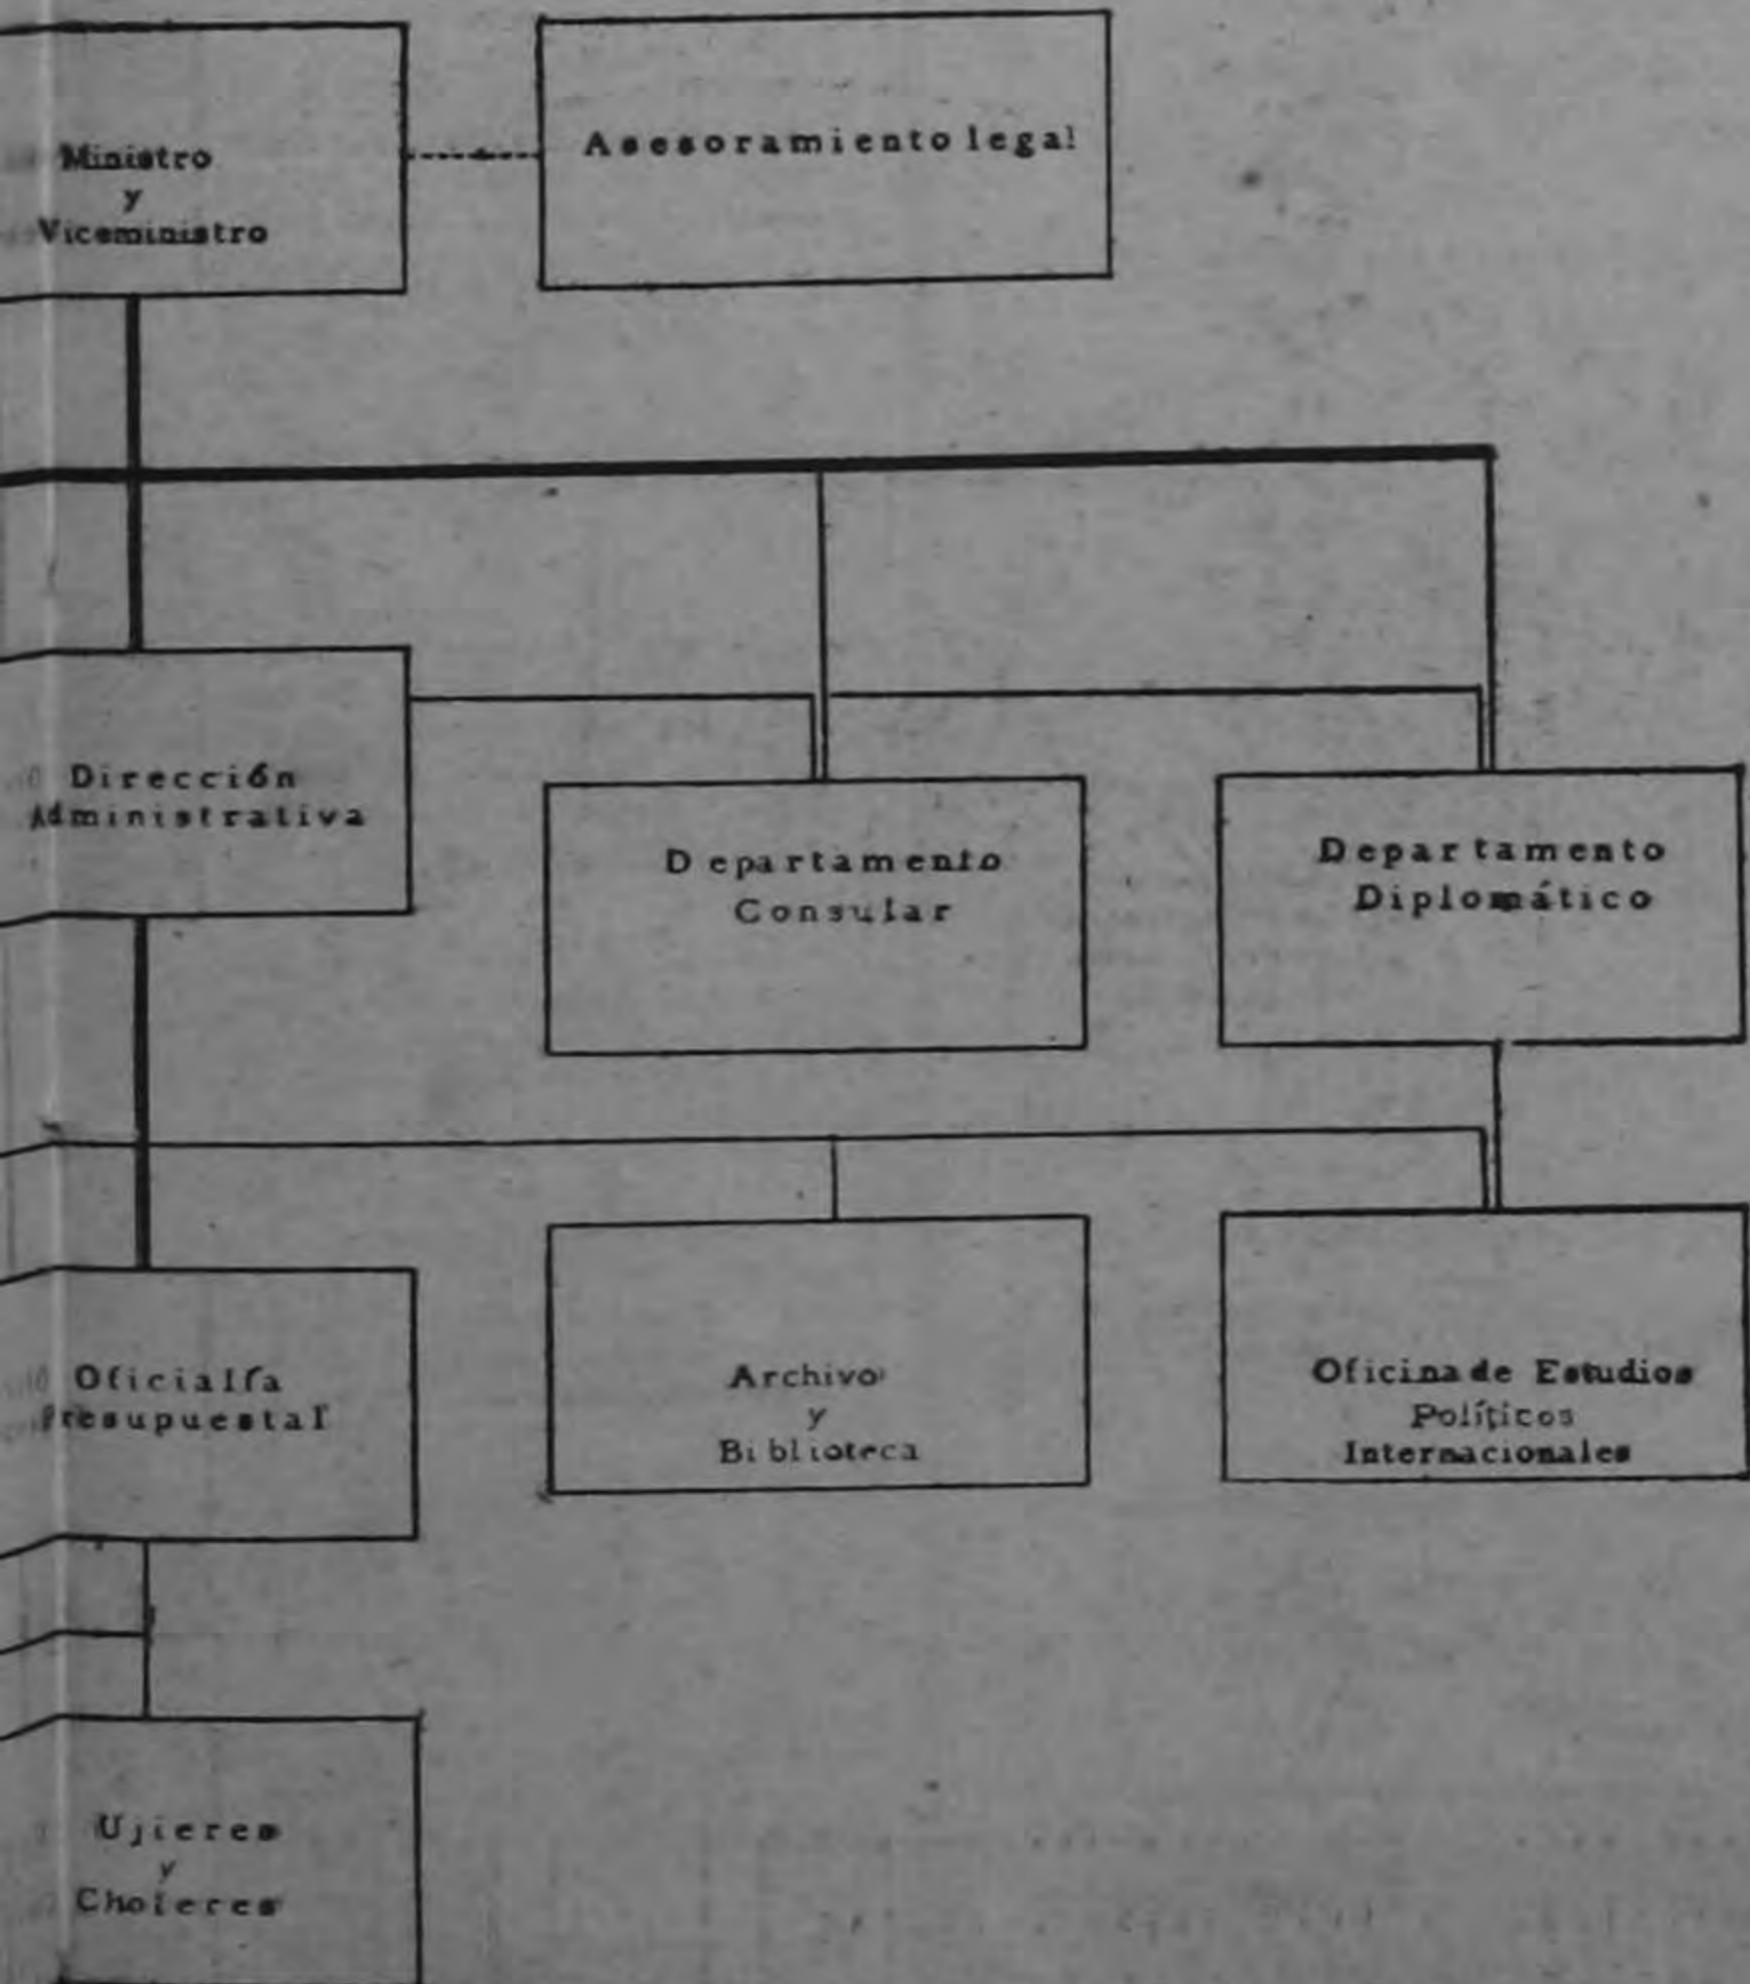 Ministro
y
Viceministro
Asesoramiento legal
Dirección
Administrativa
Departamento
Consular
Departamento
Diplomático
Oficialía
Presupuestal
Archivo
y
Biblioteca
Oficina de Estudios
Políticos
Internacionales
Ujieres
y
Choferes